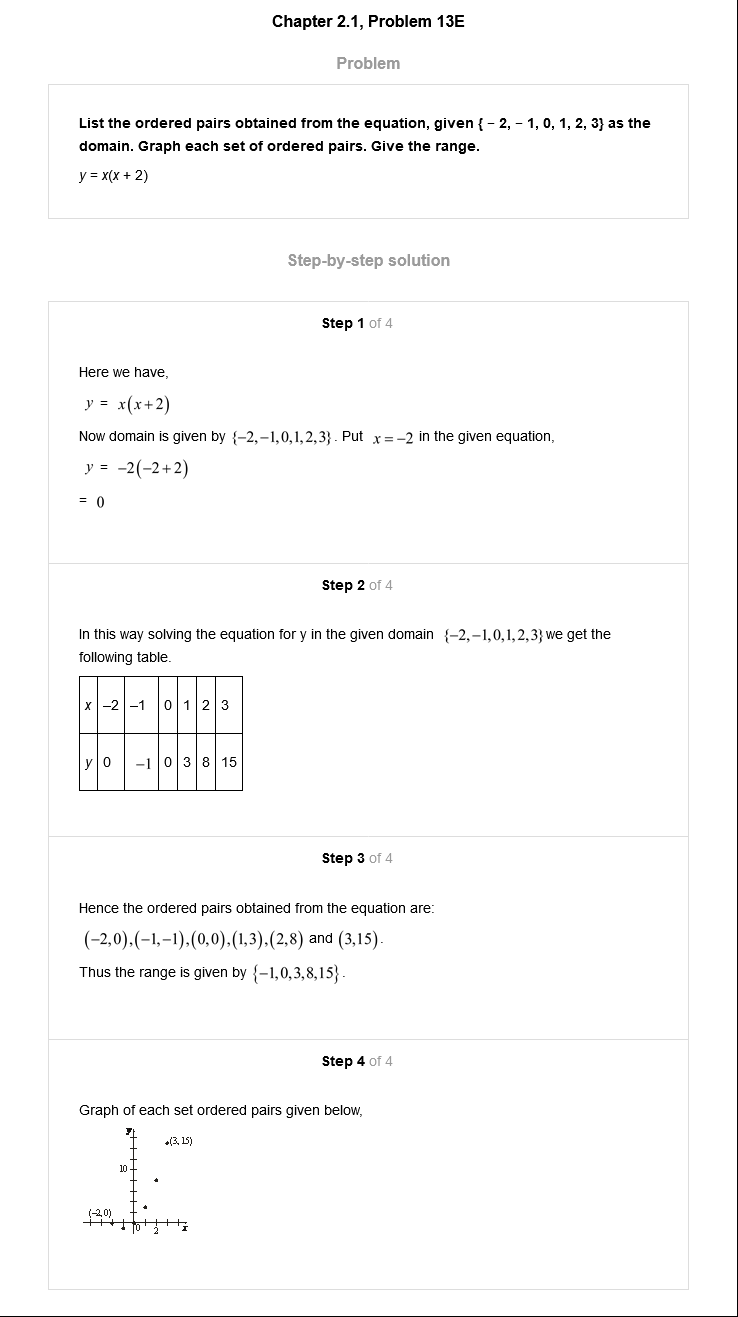 Chapter 2.1, Problem 13E
Problem
List the ordered pairs obtained from the equation, given { – 2, – 1, 0, 1, 2, 3} as the
domain. Graph each set of ordered pairs. Give the range.
y = x(x + 2)
Step-by-step solution
Step 1 of 4
Here we have,
y = x(x+2)
Now domain is given by {−2,−1,0,1,2,3}. Put x=−2 in the given equation,
y = −2(−2+2)
= 0
Step 2 of 4
In this way solving the equation for y in the given domain {−2,−1,0,1,2,3} we get the
following table.
x –2 –1 0 1 2 3
y 0 −1 0 3 8 15
Step 3 of 4
Hence the ordered pairs obtained from the equation are:
(−2,0),(−1,−1),(0,0),(1,3),(2,8) and (3,15).
Thus the range is given by {−1,0,3,8,15}.
Step 4 of 4
Graph of each set ordered pairs given below,
y
(3, 15)
10
(−2, 0)
0 2 x